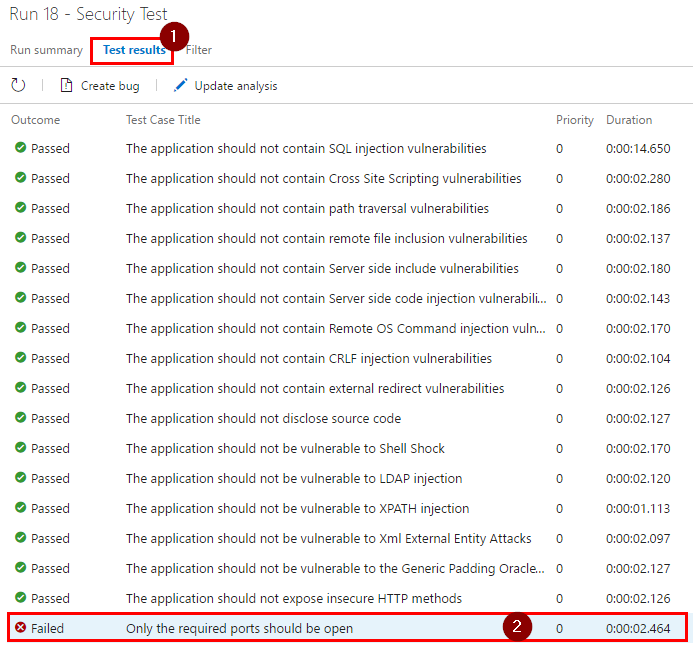 Run 18 - Security Test
1
Run summary Test results Filter
Create bug Update analysis
Outcome Test Case Title Priority Duration
Passed The application should not contain SQL injection vulnerabilities 0 0:00:14.650
Passed The application should not contain Cross Site Scripting vulnerabilities 0 0:00:02.280
Passed The application should not contain path traversal vulnerabilities 0 0:00:02.186
Passed The application should not contain remote file inclusion vulnerabilities 0 0:00:02.137
Passed The application should not contain Server side include vulnerabilities 0 0:00:02.180
Passed The application should not contain Server side code injection vulnerabili... 0 0:00:02.143
Passed The application should not contain Remote OS Command injection vuln... 0 0:00:02.170
Passed The application should not contain CRLF injection vulnerabilities 0 0:00:02.104
Passed The application should not contain external redirect vulnerabilities 0 0:00:02.126
Passed The application should not disclose source code 0 0:00:02.127
Passed The application should not be vulnerable to Shell Shock 0 0:00:02.170
Passed The application should not be vulnerable to LDAP injection 0 0:00:02.120
Passed The application should not be vulnerable to XPATH injection 0 0:00:01.113
Passed The application should not be vulnerable to Xml External Entity Attacks 0 0:00:02.097
Passed The application should not be vulnerable to the Generic Padding Oracle... 0 0:00:02.127
Passed The application should not expose insecure HTTP methods 0 0:00:02.126
Failed Only the required ports should be open 2 0 0:00:02.464